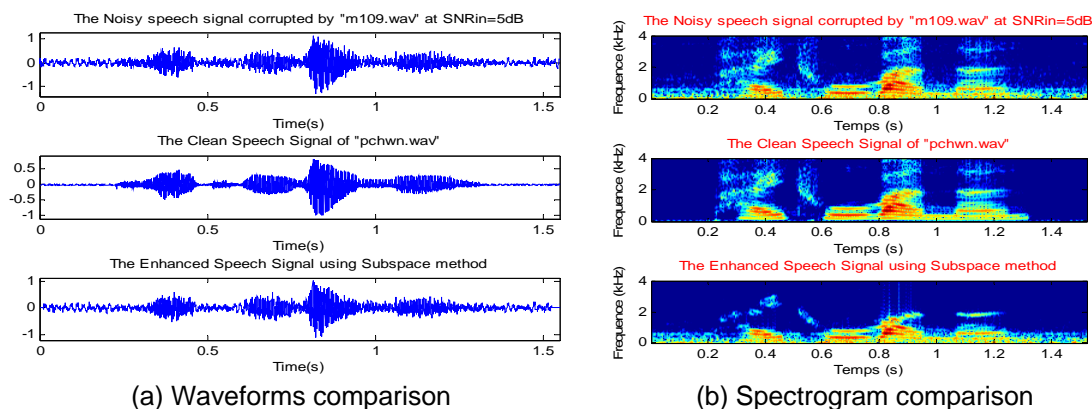 The Noisy speech signal corrupted by "m109.wav" at SNRin=5dB
1
0
-1
0 0.5 1 1.5
Time(s)
The Clean Speech Signal of "pchwn.wav"
0.5
0
-0.5
-1
0 0.5 1 1.5
Time(s)
The Enhanced Speech Signal using Subspace method
1
0
-1
0 0.5 1 1.5
Time(s)
(a) Waveforms comparison
The Noisy speech signal corrupted by "m109.wav" at SNRin=5dB
Frequence (kHz)
4
2
0
0.2 0.4 0.6 0.8 1 1.2 1.4
Temps (s)
The Clean Speech Signal of "pchwn.wav"
Frequence (kHz)
4
2
0
0.2 0.4 0.6 0.8 1 1.2 1.4
Temps (s)
The Enhanced Speech Signal using Subspace method
Frequence (kHz)
4
2
0
0.2 0.4 0.6 0.8 1 1.2 1.4
Temps (s)
(b) Spectrogram comparison